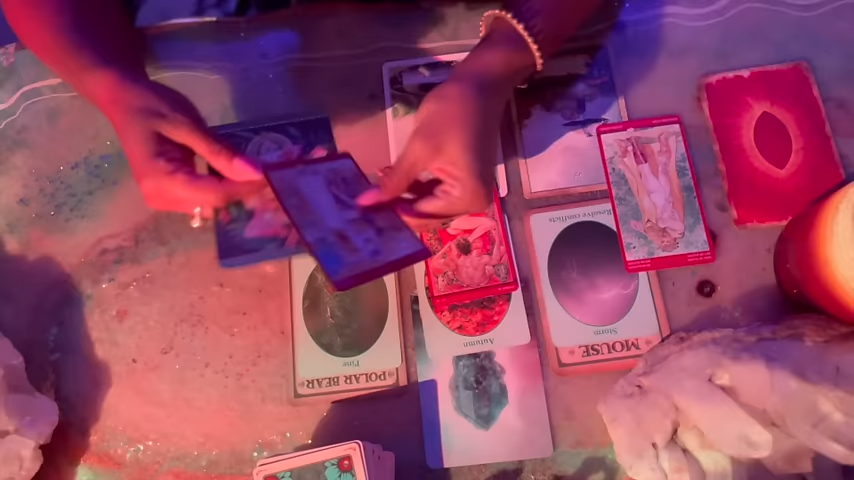 Resolve conflicts
Storm
MOUSE
Autumn
Pine
POLAR BEAR